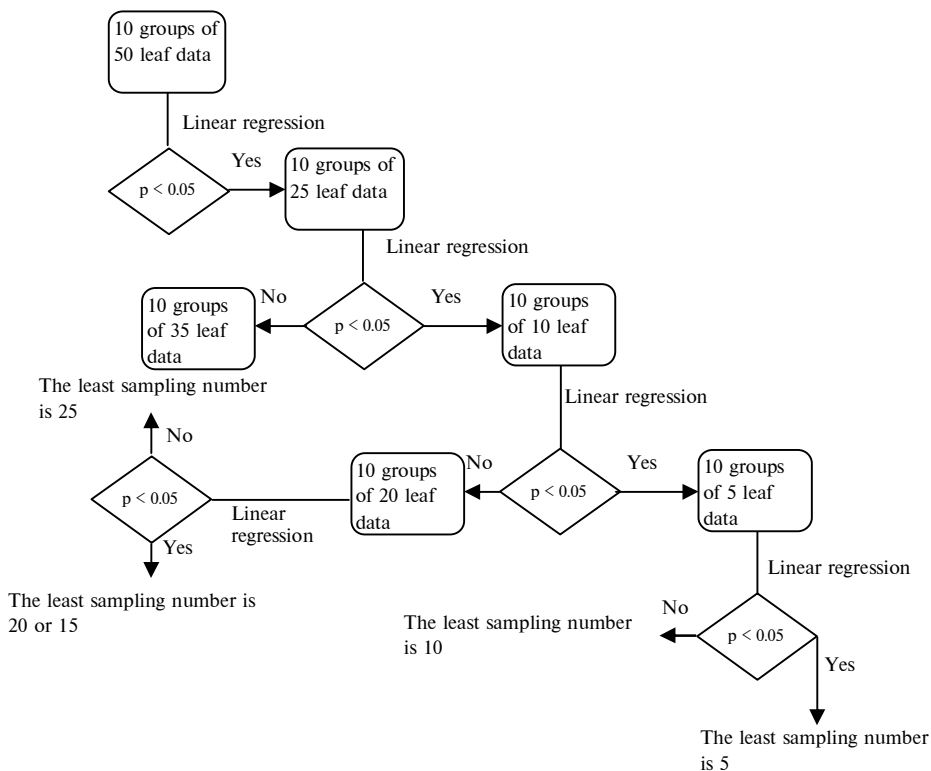 10 groups of
50 leaf data
Linear regression
Yes
p < 0.05
10 groups of
25 leaf data
Linear regression
No
Yes
10 groups
of 35 leaf
data
p < 0.05
10 groups
of 10 leaf
data
The least sampling number
is 25
Linear regression
No
p < 0.05
Linear
regression
Yes
10 groups
of 20 leaf
data
No
p < 0.05
Yes
10 groups
of 5 leaf
data
The least sampling number is
20 or 15
Linear regression
The least sampling number
is 10
No
p < 0.05
Yes
The least sampling number
is 5